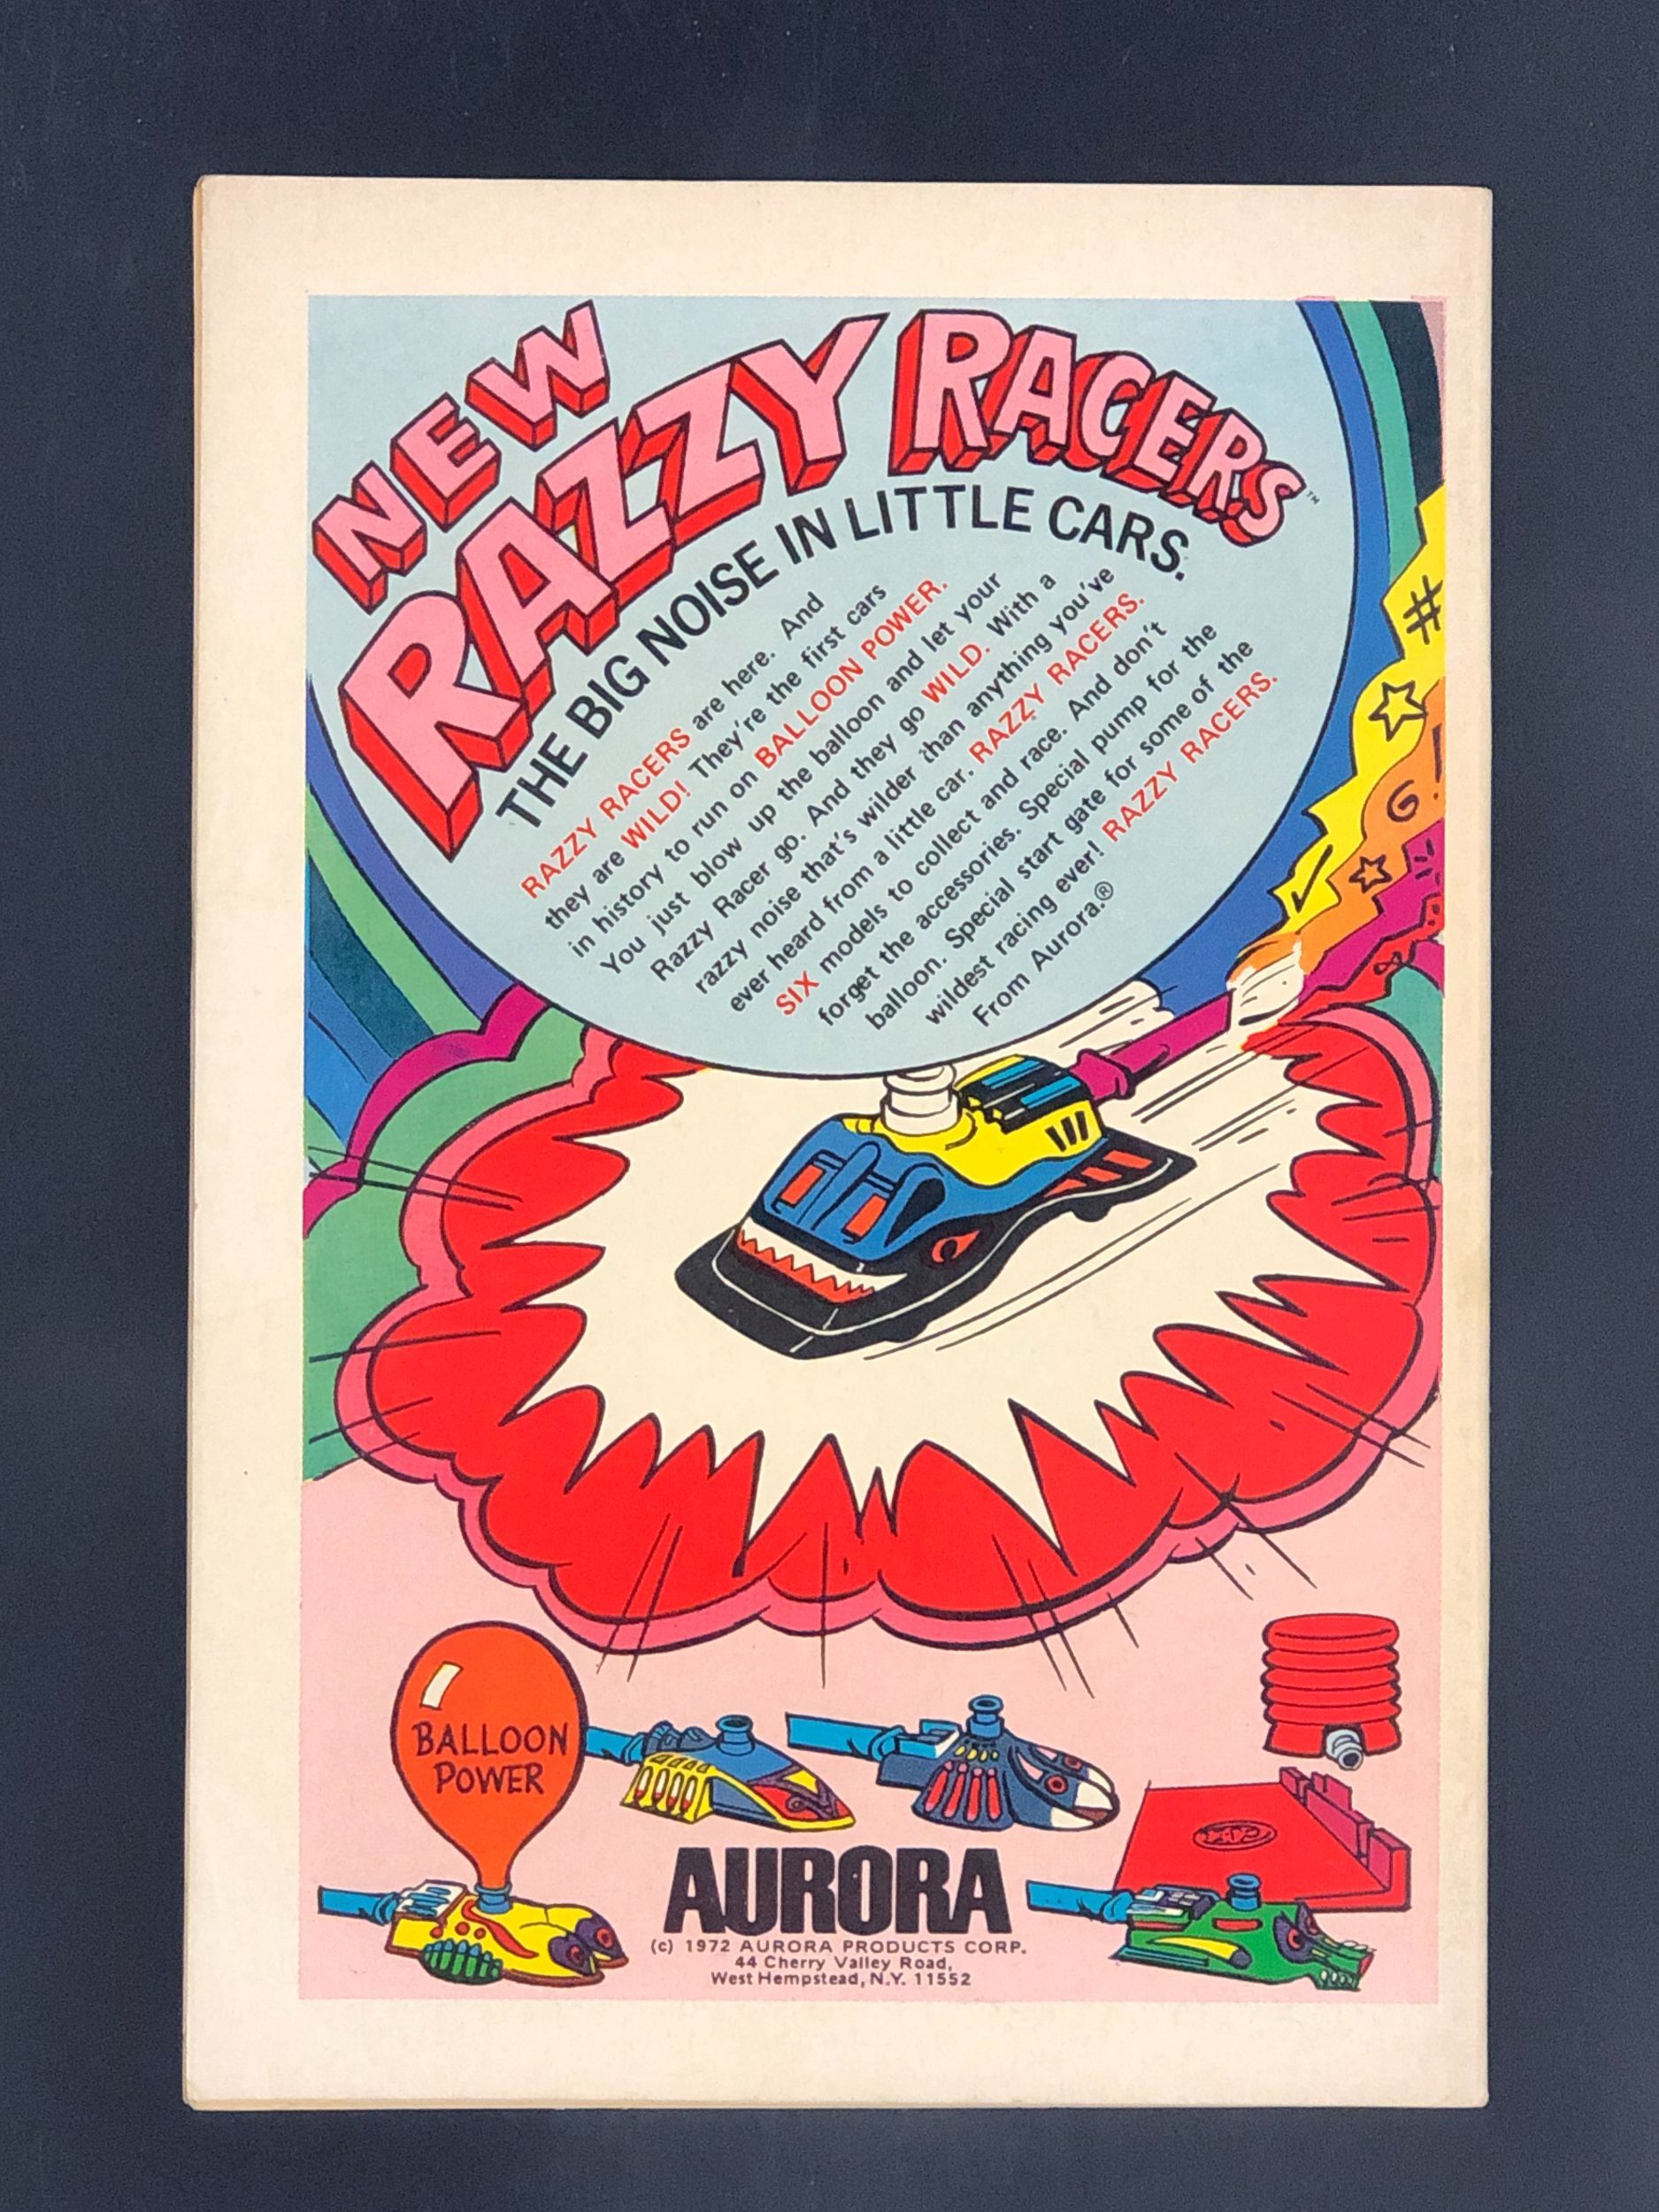 NEW
RAZZY RACERS™
THE BIG NOISE IN LITTLE CARS.
RAZZY RACERS are here. And
they are WILD! They're the first cars
in history to run on BALLOON POWER.
You just blow up the balloon and let your
Razzy Racer go. And they go WILD. With a
razzy noise that's wilder than anything you've
ever heard from a little car. RAZZY RACERS.
SIX models to collect and race. And don't
forget the accessories. Special pump for the
balloon. Special start gate for some of the
wildest racing ever! RAZZY RACERS.
From Aurora.®
#
G!
BALLOON
POWER
AURORA
(c) 1972 AURORA PRODUCTS CORP.
44 Cherry Valley Road,
West Hempstead, N.Y. 11552